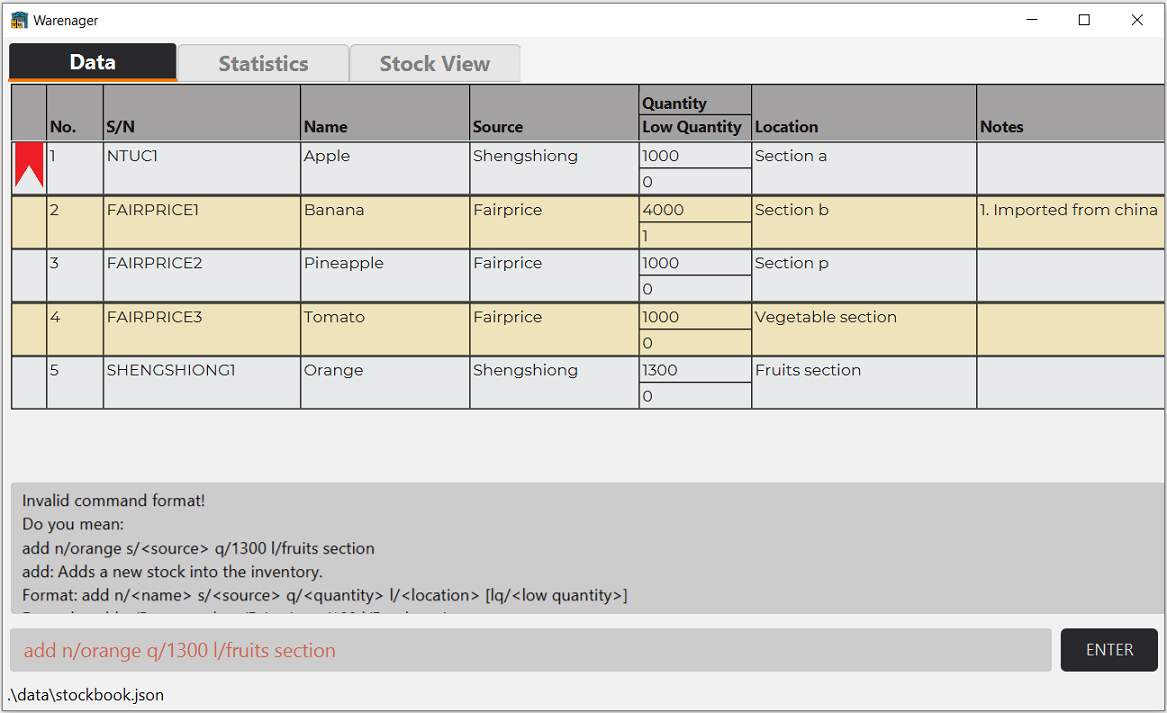 Warenager
Data Statistics Stock View
No. S/N Name Source Quantity Low Quantity Location Notes
1 NTUC1 Apple Shengshiong 1000 Section a
0
2 FAIRPRICE1 Banana Fairprice 4000 Section b 1. Imported from china
1
3 FAIRPRICE2 Pineapple Fairprice 1000 Section p
0
4 FAIRPRICE3 Tomato Fairprice 1000 Vegetable section
0
5 SHENGSHIONG1 Orange Shengshiong 1300 Fruits section
0
Invalid command format!
Do you mean:
add n/orange s/<source> q/1300 l/fruits section
add: Adds a new stock into the inventory.
Format: add n/<name> s/<source> q/<quantity> l/<location> [lq/<low quantity>]
add n/orange q/1300 l/fruits section
ENTER
.\data\stockbook.json